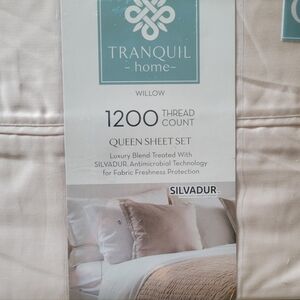 TRANQUIL
-home-
WILLOW
1200 THREAD COUNT
QUEEN SHEET SET
Luxury Blend Treated With
SILVADUR. Antimicrobial Technology
for Fabric Freshness Protection
SILVADUR